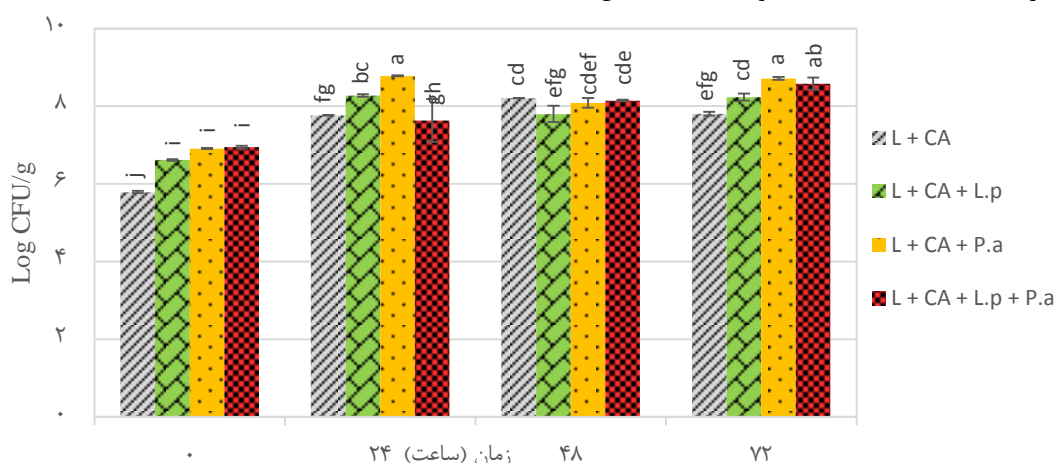 ۱۰
۸
۶
۴
۲
۰
Log CFU/g
j
i
i
i
fg
bc
a
gh
cd
efg
cdef
cde
efg
cd
a
ab
۰
۲۴
زمان (ساعت)
۴۸
۷۲
L + CA
L + CA + L.p
L + CA + P.a
L + CA + L.p + P.a